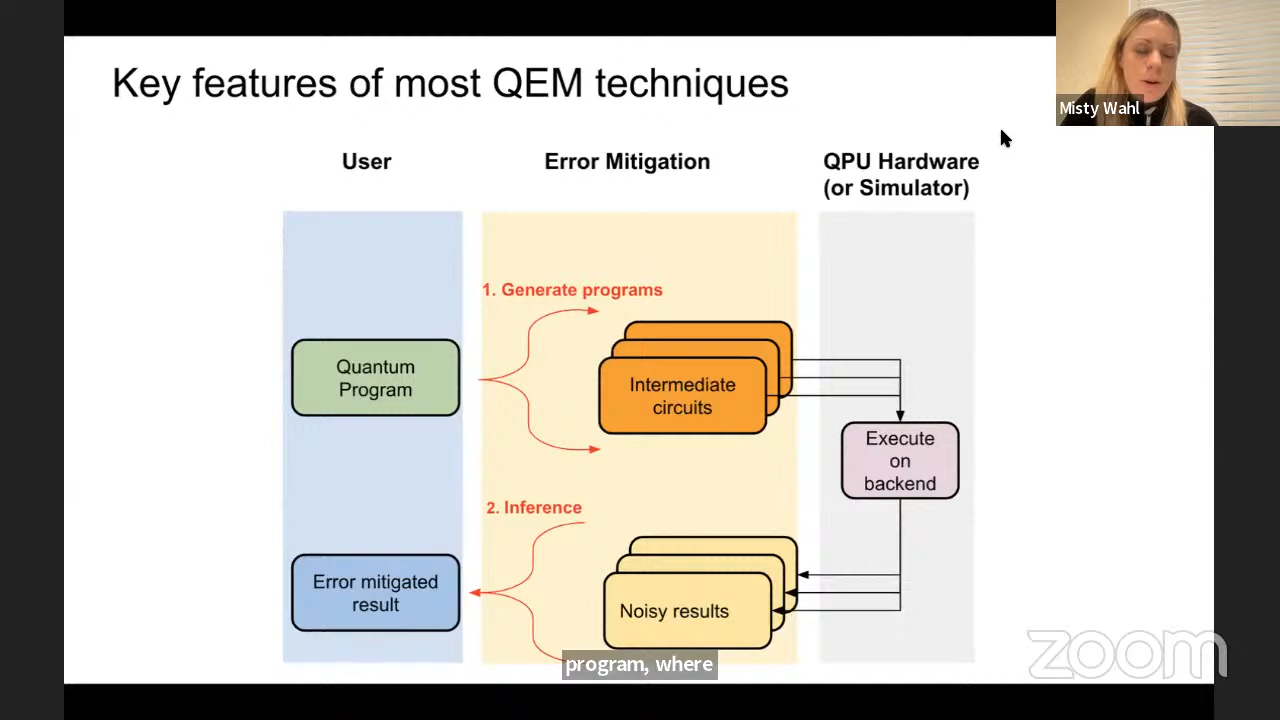 Key features of most QEM techniques
Misty Wahl
User
Error Mitigation
QPU Hardware
(or Simulator)
1. Generate programs
Quantum
Program
Intermediate
circuits
Execute
on
backend
2. Inference
Error mitigated
result
Noisy results
program, where
zoom